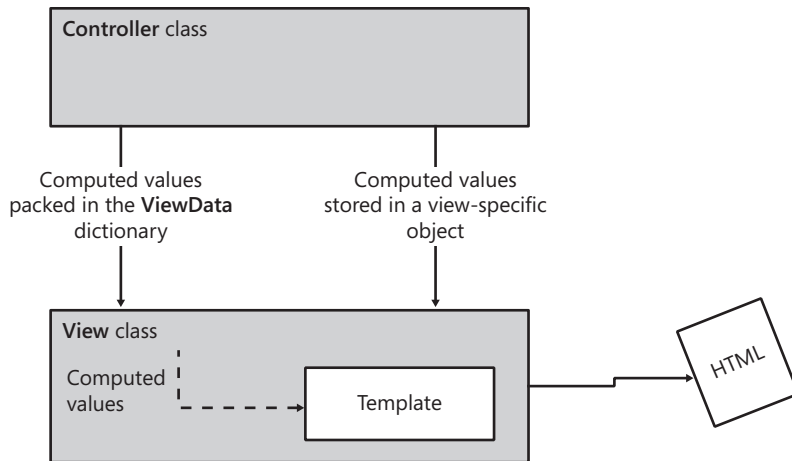 Controller class
Computed values
packed in the ViewData
dictionary
Computed values
stored in a view-specific
object
View class
Computed
values
Template
HTML